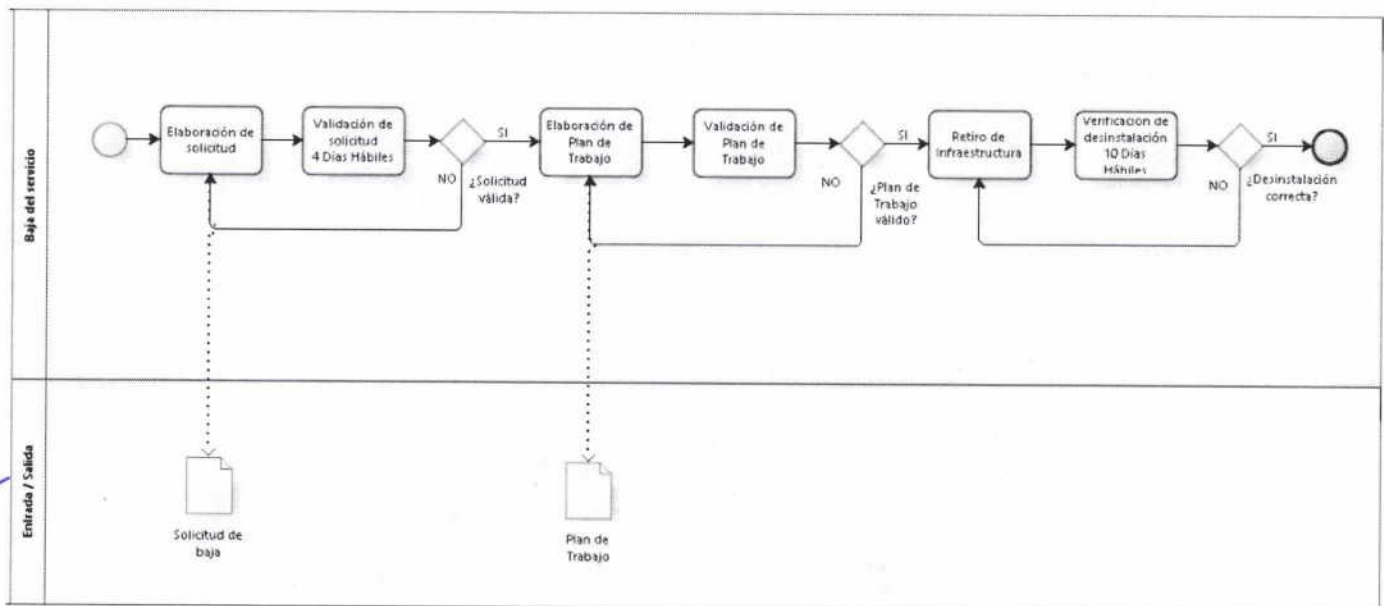 Baja del servicio
Elaboración de
solicitud
Validación de
solicitud
4 Días Hábiles
SI
NO
¿Solicitud
válida?
Elaboración de
Plan de
Trabajo
Validación de
Plan de
Trabajo
SI
NO
¿Plan de
Trabajo
válido?
Retiro de
Infraestructura
Verificación de
desinstalación
10 Días
Hábiles
SI
NO
¿Desinstalación
correcta?
Entrada / Salida
Solicitud de
baja
Plan de
Trabajo